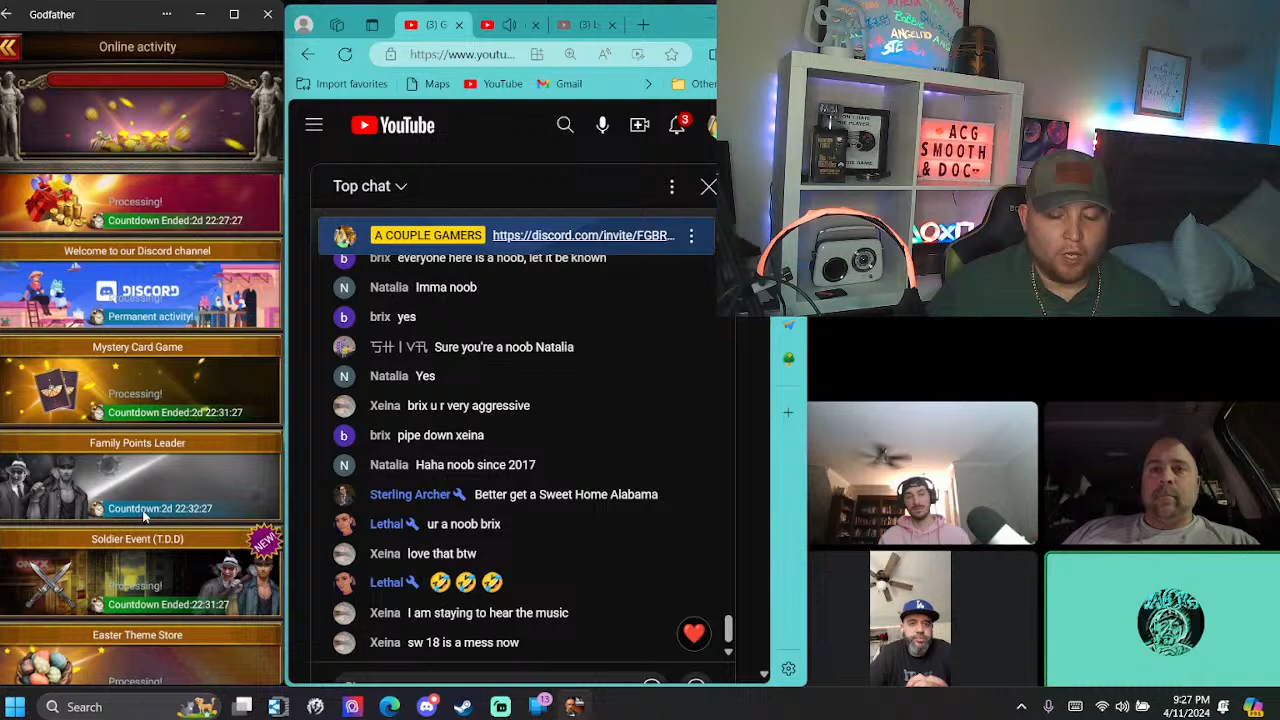 Godfather
Online activity
Processing!
Countdown Ended:2d 22:27:27
Welcome to our Discord channel
DISCORD
Processing!
Permanent activity!
Mystery Card Game
Processing!
Countdown Ended:2d 22:31:27
Family Points Leader
Countdown:2d 22:32:27
Soldier Event (T.D.D)
NEW!
Processing!
Countdown Ended:22:31:27
Easter Theme Store
Processing!
(3) G
(3) L
https://www.youtu...
Import favorites
Maps
YouTube
Gmail
Other
YouTube
3
Top chat
A COUPLE GAMERS https://discord.com/invite/FGBR...
b brix everyone here is a noob, let it be known
N Natalia Imma noob
b brix yes
Sure you're a noob Natalia
N Natalia Yes
Xeina brix u r very aggressive
b brix pipe down xeina
N Natalia Haha noob since 2017
Sterling Archer Better get a Sweet Home Alabama
Lethal ur a noob brix
Xeina love that btw
Lethal 🤣 🤣 🤣
Xeina I am staying to hear the music
Xeina sw 18 is a mess now
ACG
SMOOTH
& DOC
ANGELITO
Search
13
9:27 PM
4/11/2024